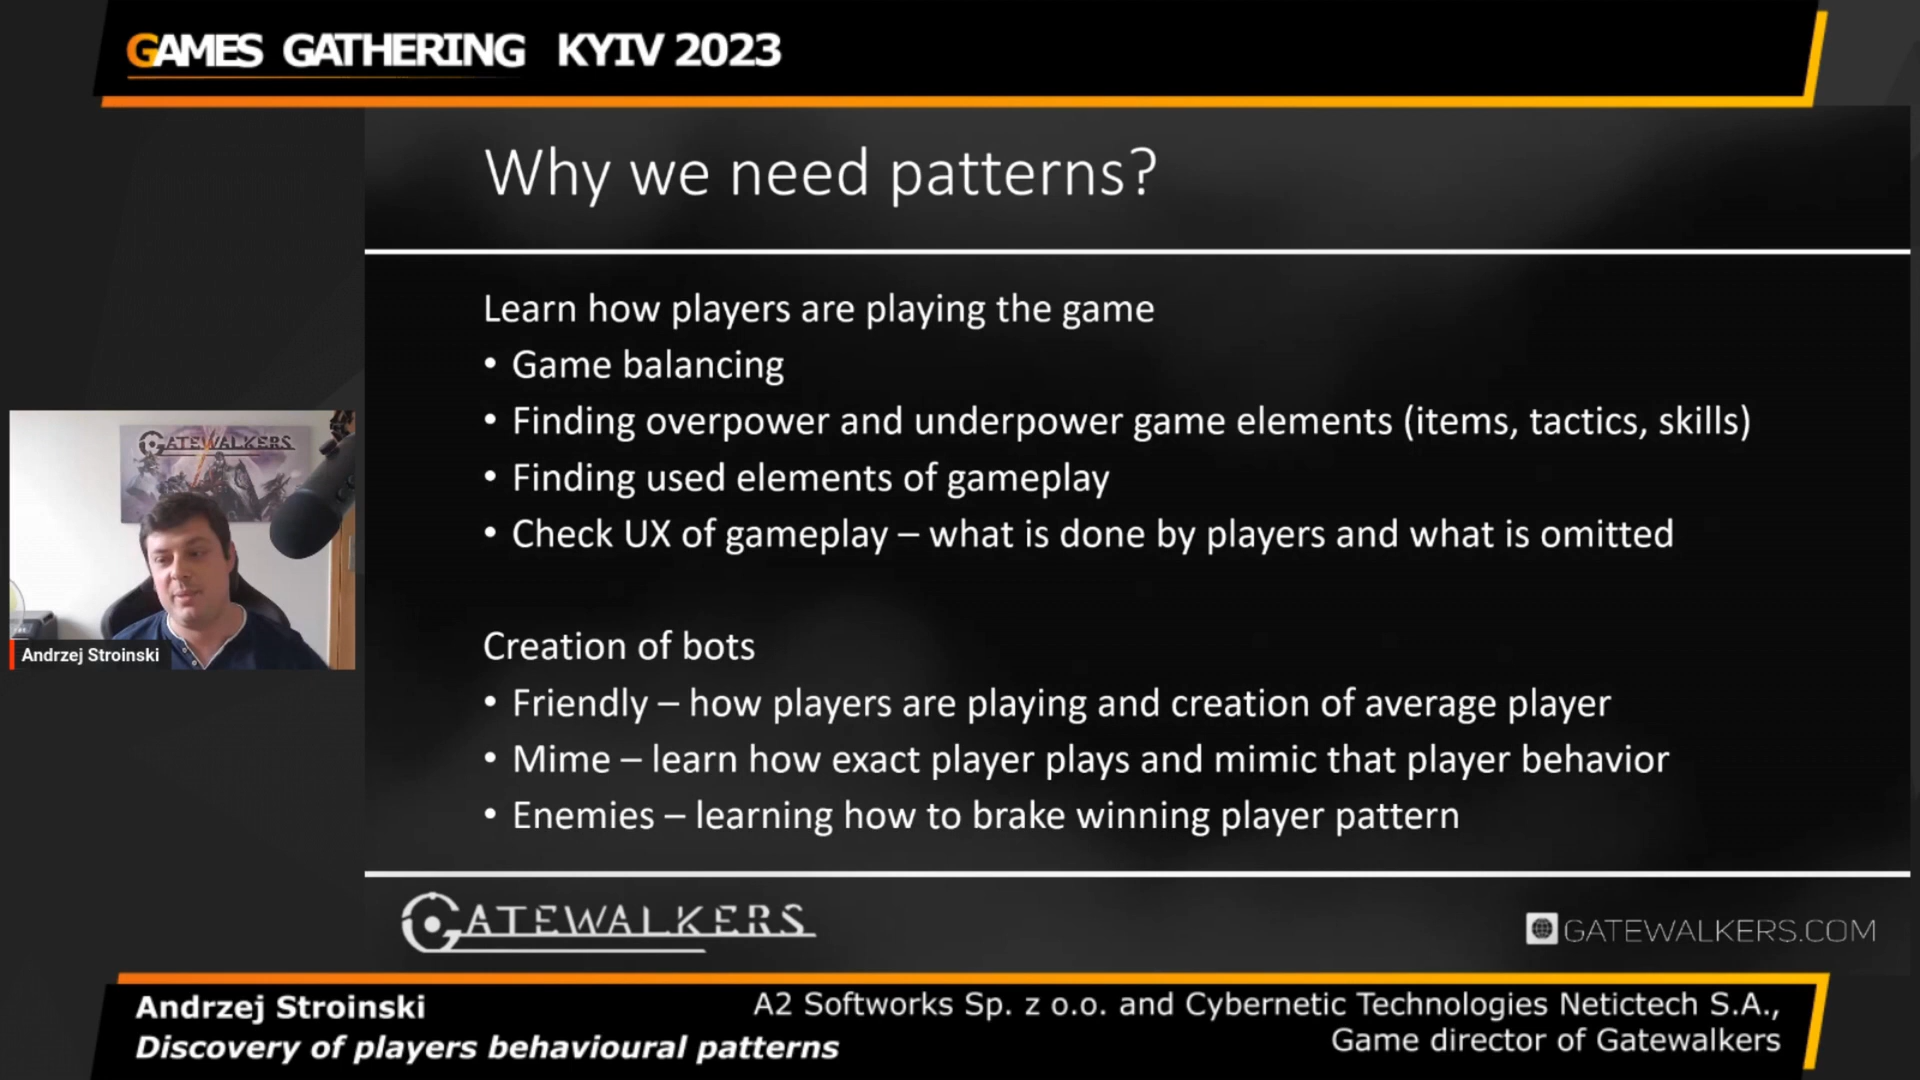 GAMES GATHERING KYIV 2023
Why we need patterns?
Learn how players are playing the game
• Game balancing
• Finding overpower and underpower game elements (items, tactics, skills)
• Finding used elements of gameplay
• Check UX of gameplay – what is done by players and what is omitted
Creation of bots
• Friendly – how players are playing and creation of average player
• Mime – learn how exact player plays and mimic that player behavior
• Enemies – learning how to brake winning player pattern
GATEWALKERS
Andrzej Stroinski
GATEWALKERS
GATEWALKERS.COM
Andrzej Stroinski
Discovery of players behavioural patterns
A2 Softworks Sp. z o.o. and Cybernetic Technologies Netictech S.A.,
Game director of Gatewalkers